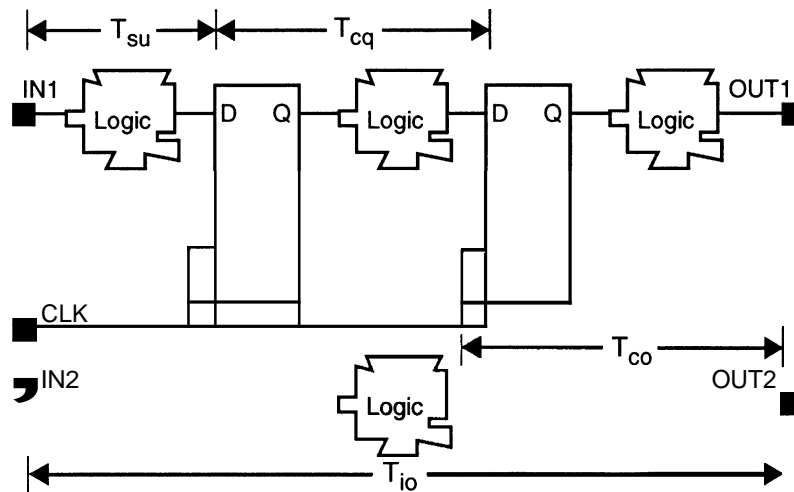 Tsu
Tcq
IN1
OUT1
Logic
D
Q
Logic
D
Q
Logic
CLK
Tco
IN2
OUT2
Logic
Tio